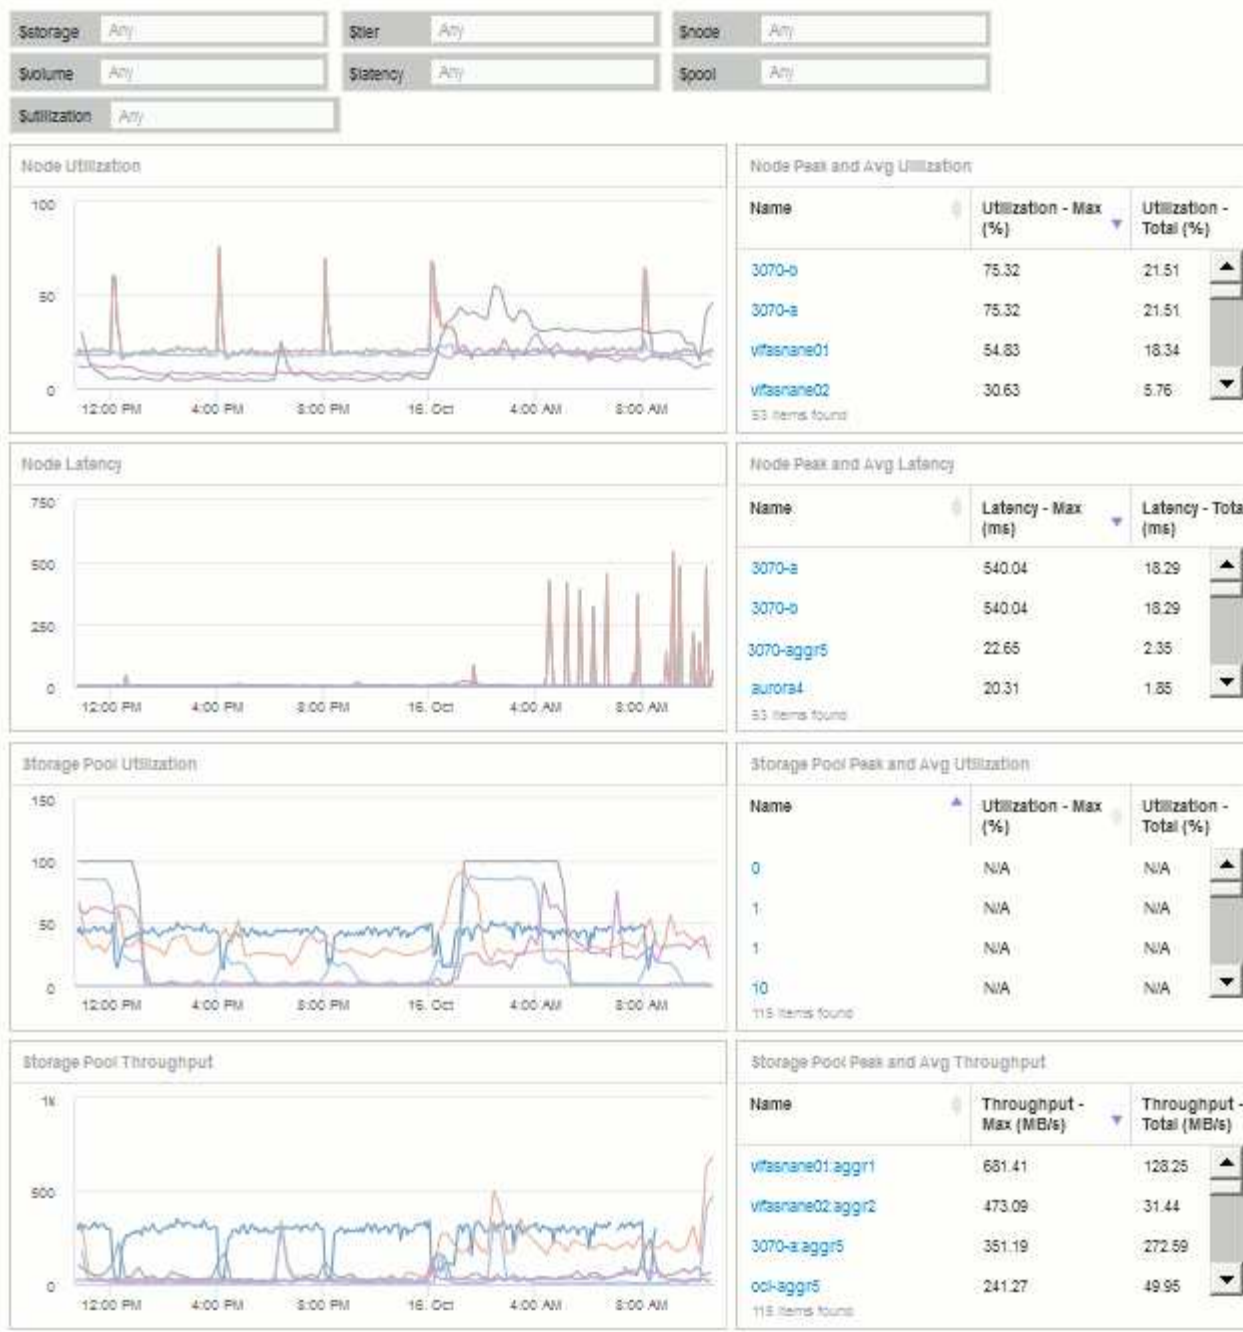 $storage Any $tier Any $node Any
$volume Any $latency Any $pool Any
$utilization Any
Node Utilization
100
50
0
12:00 PM 4:00 PM 8:00 PM 16. Oct 4:00 AM 8:00 AM
Node Peak and Avg Utilization
Name Utilization - Max (%) Utilization - Total (%)
3070-b 75.32 21.51
3070-a 75.32 21.51
vifasnane01 54.83 18.34
vifasnane02 30.63 5.76
53 items found
Node Latency
750
500
250
0
12:00 PM 4:00 PM 8:00 PM 16. Oct 4:00 AM 8:00 AM
Node Peak and Avg Latency
Name Latency - Max (ms) Latency - Tota (ms)
3070-a 540.04 18.29
3070-b 540.04 18.29
3070-aggr5 22.65 2.35
aurora4 20.31 1.85
53 items found
Storage Pool Utilization
150
100
50
0
12:00 PM 4:00 PM 8:00 PM 16. Oct 4:00 AM 8:00 AM
Storage Pool Peak and Avg Utilization
Name Utilization - Max (%) Utilization - Total (%)
0 N/A N/A
1 N/A N/A
1 N/A N/A
10 N/A N/A
115 items found
Storage Pool Throughput
1k
500
0
12:00 PM 4:00 PM 8:00 PM 16. Oct 4:00 AM 8:00 AM
Storage Pool Peak and Avg Throughput
Name Throughput - Max (MB/s) Throughput - Total (MB/s)
vifasnane01:aggr1 681.41 128.25
vifasnane02:aggr2 473.09 31.44
3070-a:aggr5 351.19 272.59
oci-aggr5 241.27 49.95
115 items found